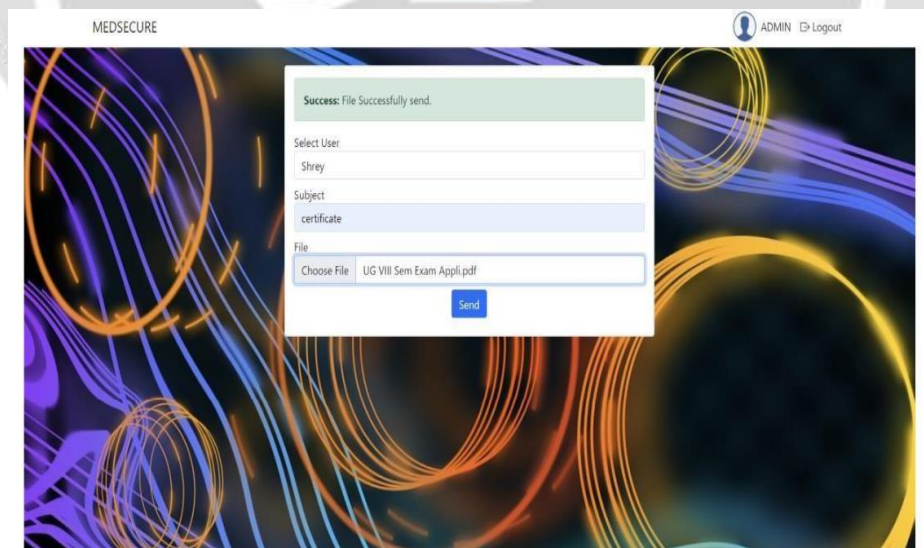 MEDSECURE
ADMIN Logout
Success: File Successfully send.
Select User
Shrey
Subject
certificate
File
Choose File UG VIII Sem Exam Appli.pdf
Send